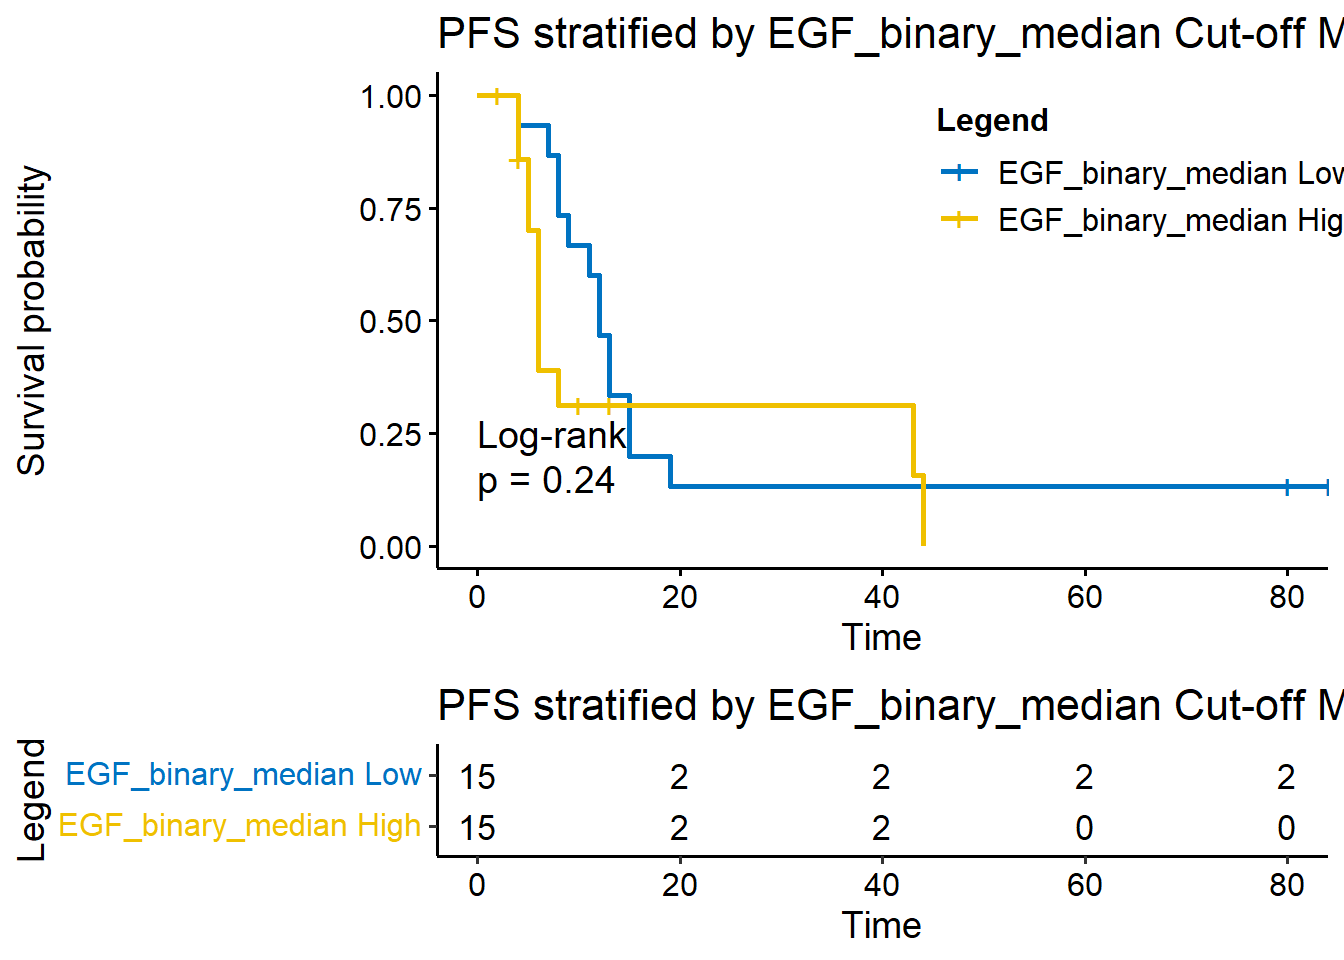 PFS stratified by EGF_binary_median Cut-off M
Survival probability
1.00
0.75
0.50
0.25
0.00
Legend
EGF_binary_median Low
EGF_binary_median Hig
Log-rank
p = 0.24
0 20 40 60 80
Time
PFS stratified by EGF_binary_median Cut-off M
Legend
EGF_binary_median Low 15 2 2 2 2
EGF_binary_median High 15 2 2 0 0
0 20 40 60 80
Time